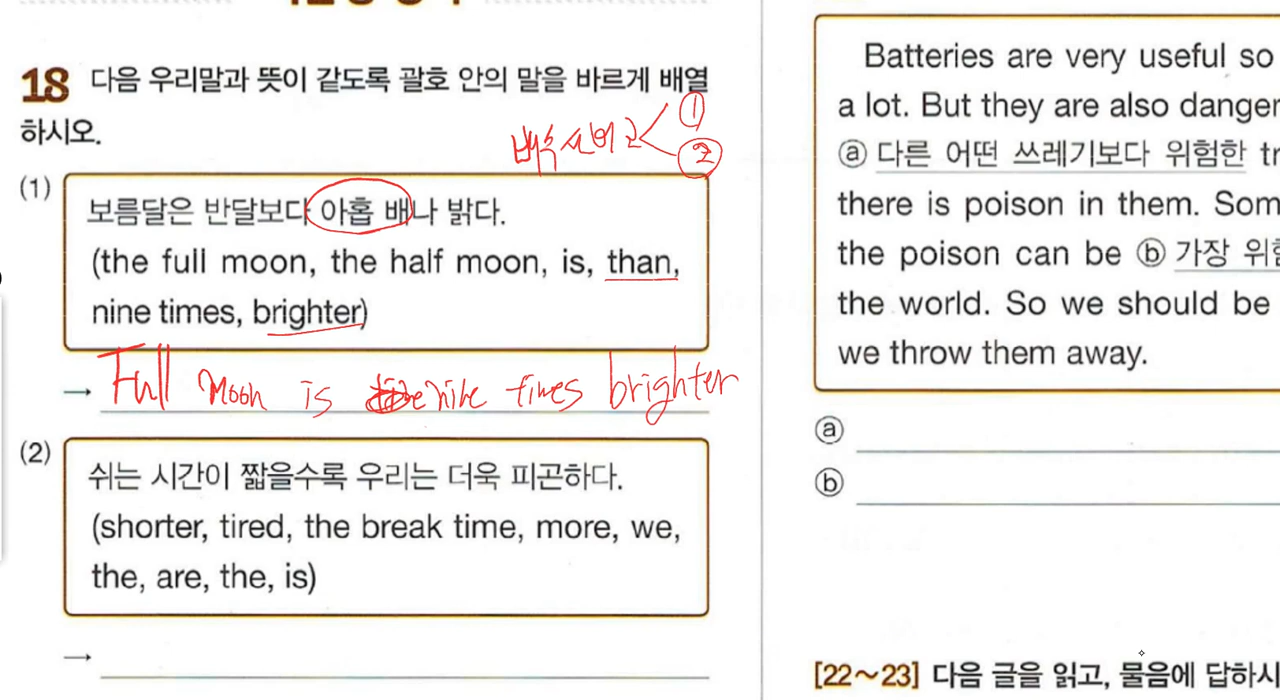 18 다음 우리말과 뜻이 같도록 괄호 안의 말을 바르게 배열
하시오.
배수사 비교 ①
②
(1)
보름달은 반달보다 아홉 배나 밝다.
(the full moon, the half moon, is, than,
nine times, brighter)
→ Full moon is nine times brighter
(2)
쉬는 시간이 짧을수록 우리는 더욱 피곤하다.
(shorter, tired, the break time, more, we,
the, are, the, is)
→
Batteries are very useful so
a lot. But they are also danger
ⓐ 다른 어떤 쓰레기보다 위험한 tr
there is poison in them. Som
the poison can be ⓑ 가장 위험
the world. So we should be
we throw them away.
ⓐ
ⓑ
[22~23] 다음 글을 읽고, 물음에 답하시